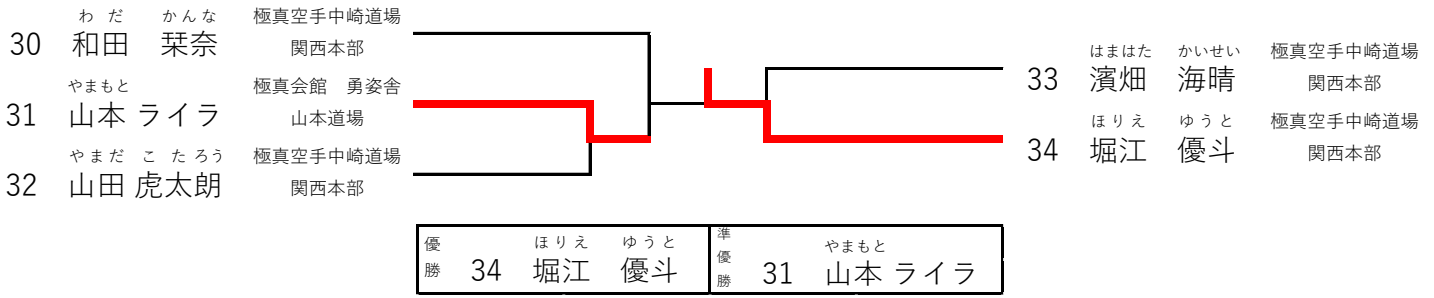 わだ かんな 極真空手中崎道場
30 和田 栞奈 関西本部
やまもと 極真会館 勇姿舎
31 山本 ライラ 山本道場
やまだ こたろう 極真空手中崎道場
32 山田 虎太朗 関西本部
はまはた かいせい 極真空手中崎道場
33 濱畑 海晴 関西本部
ほりえ ゆうと 極真空手中崎道場
34 堀江 優斗 関西本部
ほりえ ゆうと
優勝 34 堀江 優斗
やまもと
準優勝 31 山本 ライラ